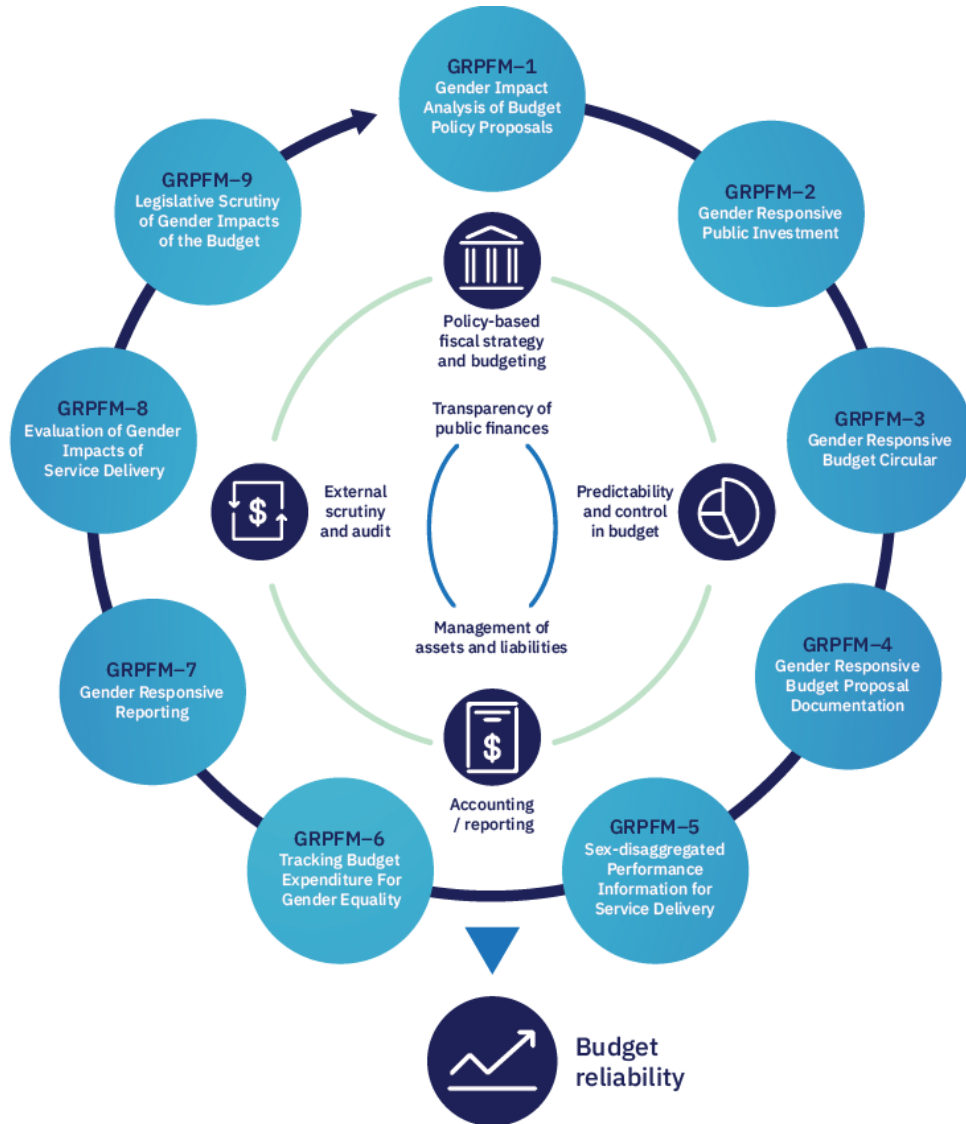 GRPFM–1
Gender Impact
Analysis of Budget
Policy Proposals
GRPFM–2
Gender Responsive
Public Investment
GRPFM–3
Gender Responsive
Budget Circular
GRPFM–4
Gender Responsive
Budget Proposal
Documentation
GRPFM–5
Sex-disaggregated
Performance
Information for
Service Delivery
GRPFM–6
Tracking Budget
Expenditure For
Gender Equality
GRPFM–7
Gender Responsive
Reporting
GRPFM–8
Evaluation of Gender
Impacts of
Service Delivery
GRPFM–9
Legislative Scrutiny
of Gender Impacts
of the Budget
Policy-based
fiscal strategy
and budgeting
Transparency of
public finances
$
External
scrutiny
and audit
Predictability
and control
in budget
Management of
assets and liabilities
$
Accounting
/ reporting
Budget
reliability